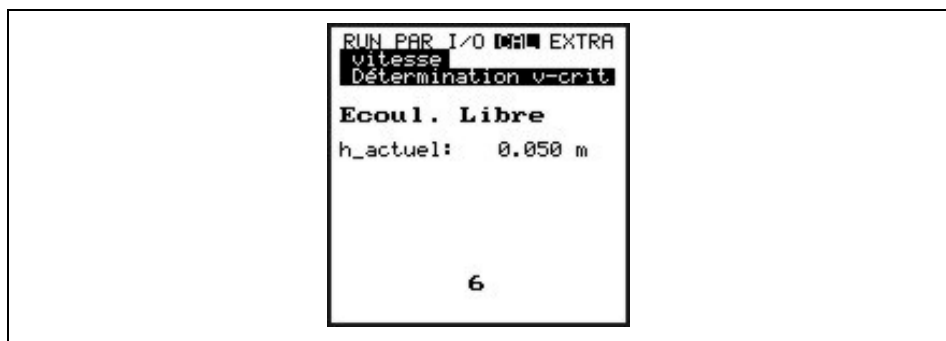 RUN PAR I/O CAL EXTRA
vitesse
Détermination v-crit
Ecoul. Libre
h_actuel: 0.050 m
6